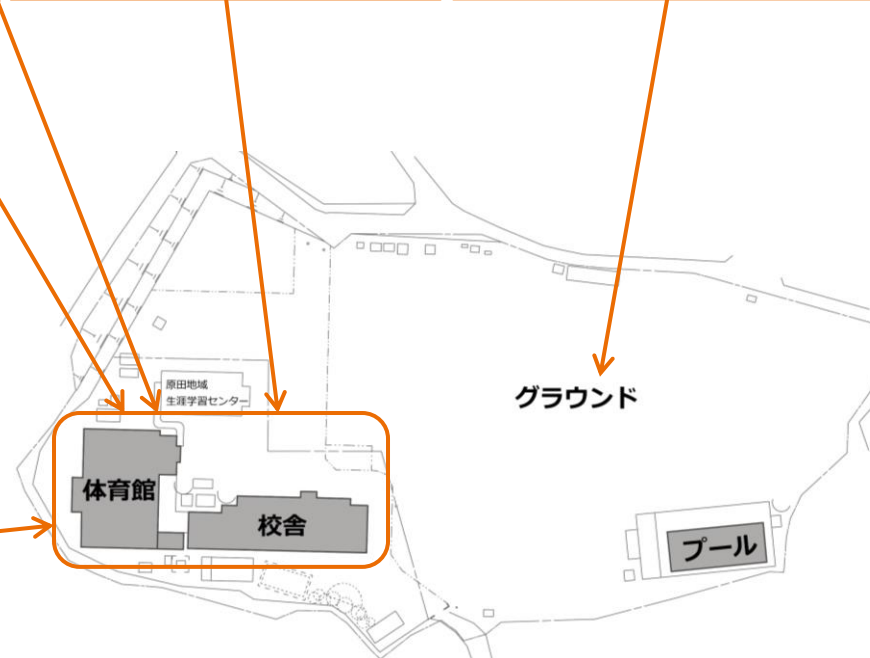 グラウンド
原田地域
生涯学習センター
体育館
校舎
プール